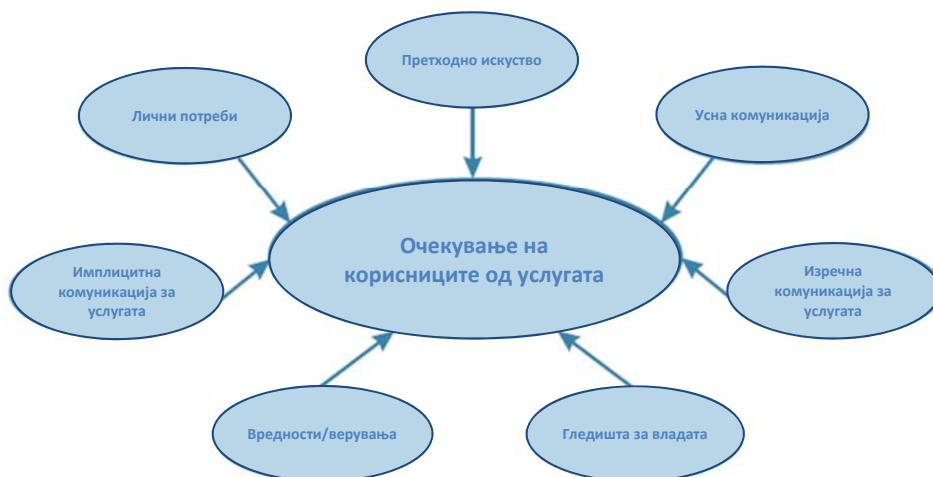 Претходно искуство
Лични потреби
Усна комуникација
Очекување на
корисниците од услугата
Имплицитна
комуникација за
услугата
Изречна
комуникација за
услугата
Вредности/верувања
Гледишта за владата